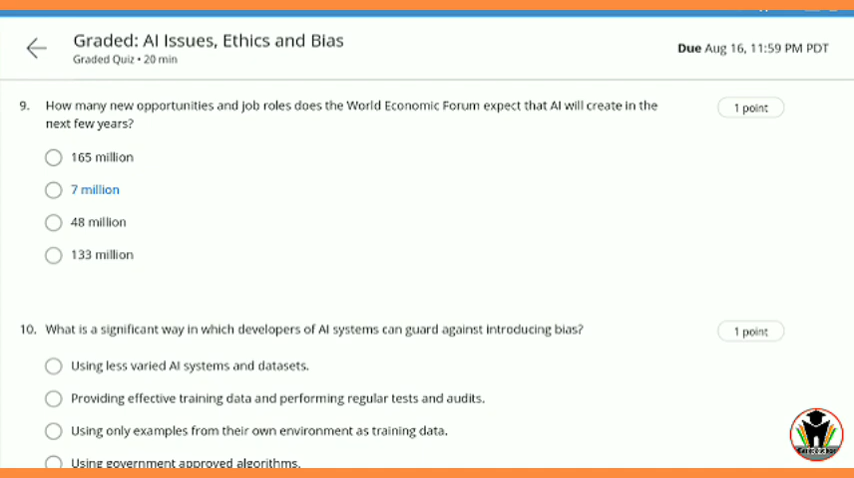 Graded: AI Issues, Ethics and Bias
Graded Quiz • 20 min
Due Aug 16, 11:59 PM PDT
9. How many new opportunities and job roles does the World Economic Forum expect that AI will create in the
next few years?
1 point
165 million
7 million
48 million
133 million
10. What is a significant way in which developers of AI systems can guard against introducing bias?
1 point
Using less varied AI systems and datasets.
Providing effective training data and performing regular tests and audits.
Using only examples from their own environment as training data.
Using government approved algorithms.